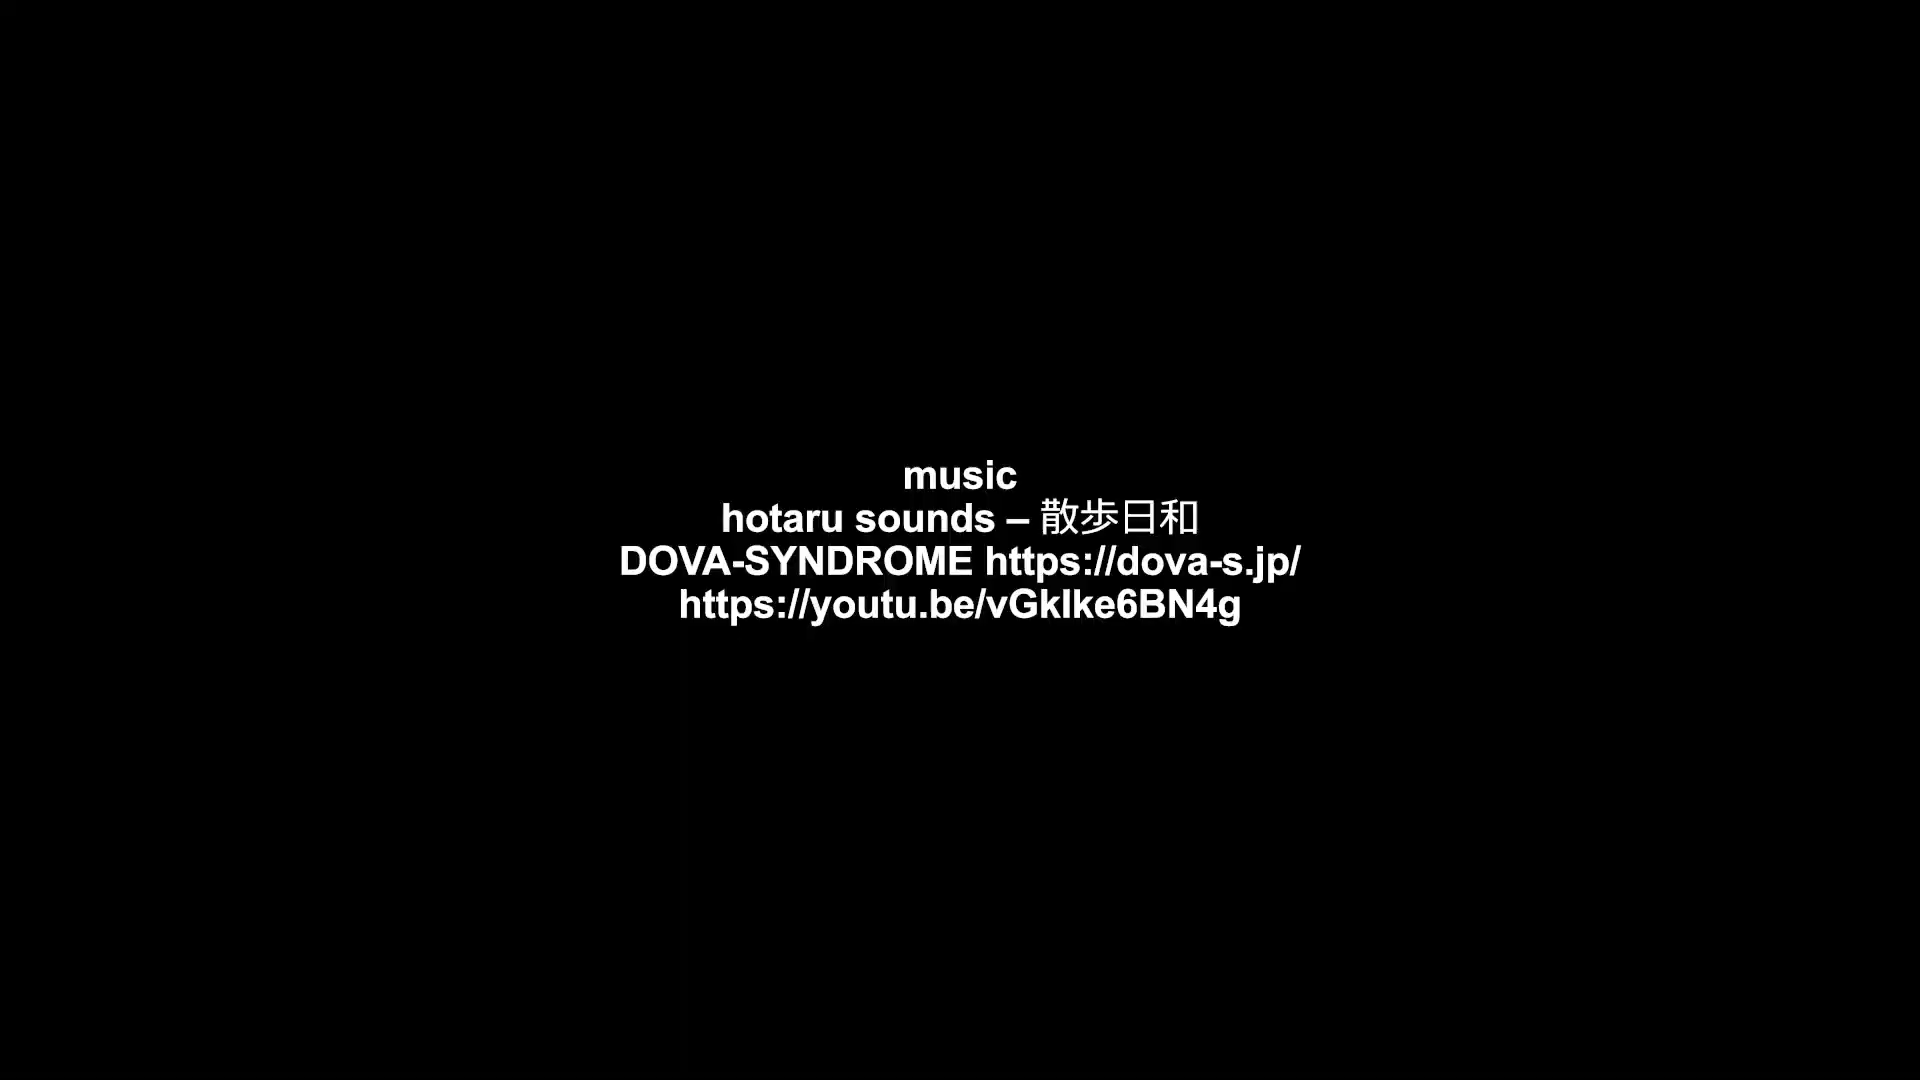 music
hotaru sounds – 散歩日和
DOVA-SYNDROME https://dova-s.jp/
https://youtu.be/vGkIke6BN4g